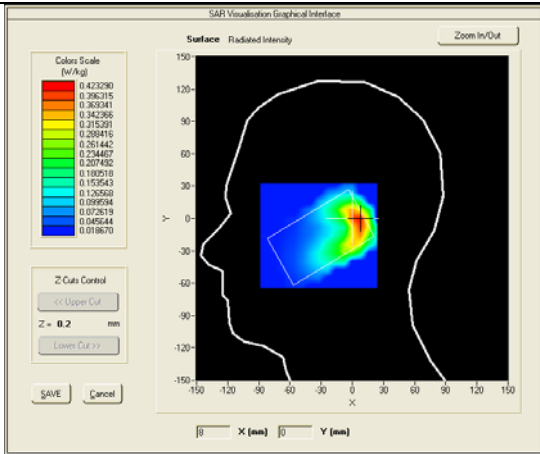 SAR Visualisation Graphical Interface
Surface Radiated Intensity
Zoom In/Out
Colors Scale
(W/kg)
0.423290
0.396315
0.369341
0.342366
0.315391
0.288416
0.261442
0.234467
0.207492
0.180518
0.153543
0.126568
0.099594
0.072619
0.045644
0.018670
Z Cuts Control
<< Upper Cut
Z = 0.2 mm
Lower Cut >>
SAVE Cancel
150
120
90
60
30
0
-30
-60
-90
-120
-150
Y
-150 -120 -90 -60 -30 0 30 60 90 120 150
X
8 X (mm) 0 Y (mm)